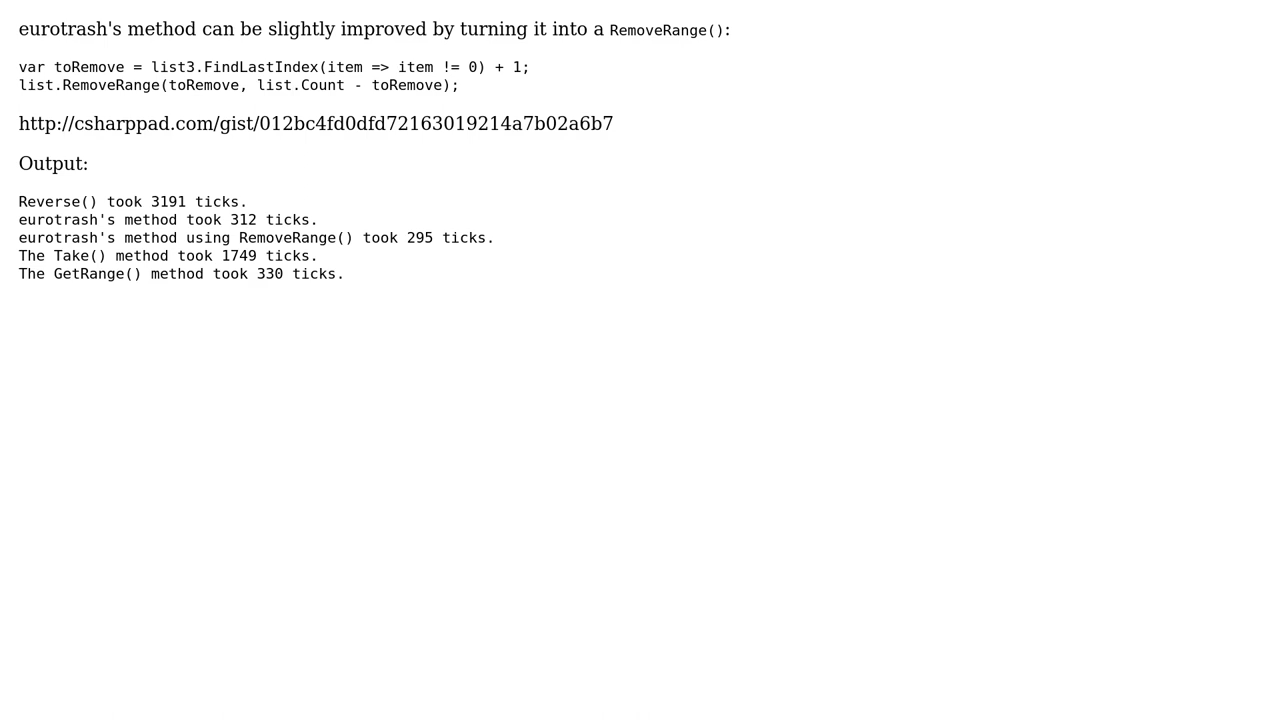 eurotrash's method can be slightly improved by turning it into a RemoveRange():
var toRemove = list3.FindLastIndex(item => item != 0) + 1;
list.RemoveRange(toRemove, list.Count - toRemove);
http://csharppad.com/gist/012bc4fd0dfd72163019214a7b02a6b7
Output:
Reverse() took 3191 ticks.
eurotrash's method took 312 ticks.
eurotrash's method using RemoveRange() took 295 ticks.
The Take() method took 1749 ticks.
The GetRange() method took 330 ticks.